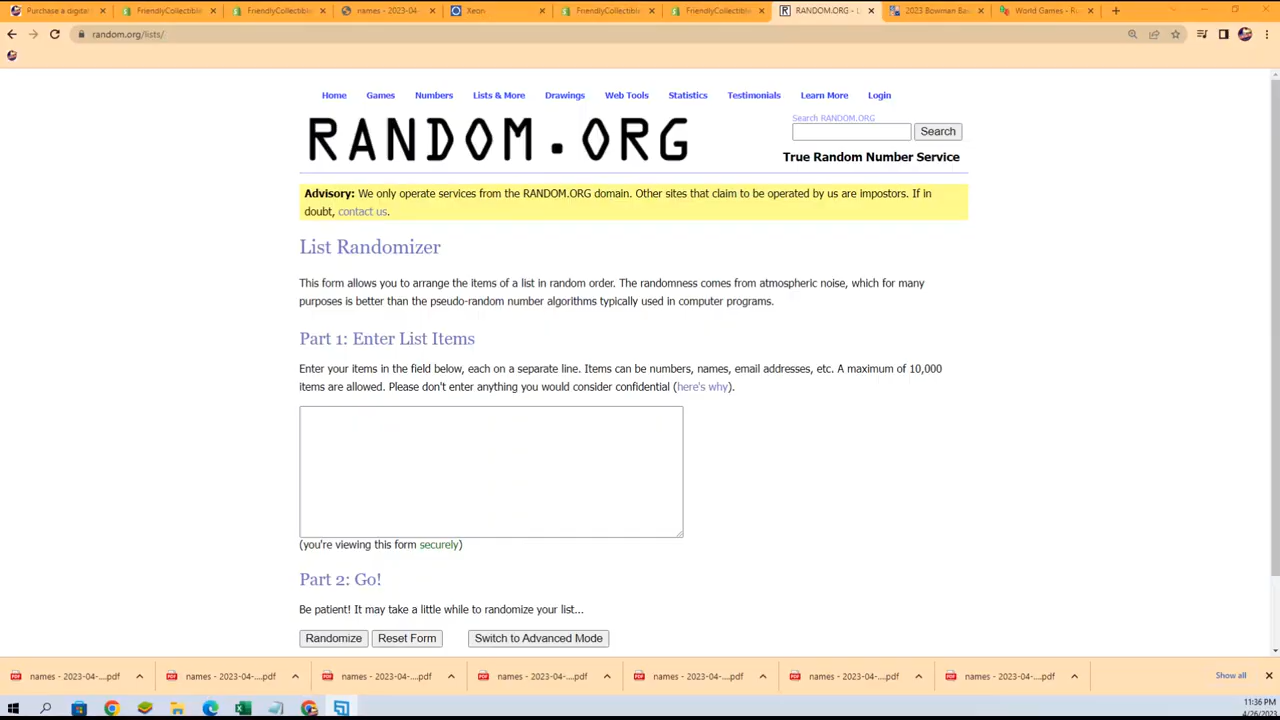 Purchase a digital
FriendlyCollectible
FriendlyCollectible
names - 2023-04-
Xeon
FriendlyCollectible
FriendlyCollectible
RANDOM.ORG - L
2023 Bowman Ba
World Games - R
random.org/lists/
Home Games Numbers Lists & More Drawings Web Tools Statistics Testimonials Learn More Login
RANDOM.ORG
Search RANDOM.ORG
Search
True Random Number Service
Advisory: We only operate services from the RANDOM.ORG domain. Other sites that claim to be operated by us are impostors. If in
doubt, contact us.
List Randomizer
This form allows you to arrange the items of a list in random order. The randomness comes from atmospheric noise, which for many
purposes is better than the pseudo-random number algorithms typically used in computer programs.
Part 1: Enter List Items
Enter your items in the field below, each on a separate line. Items can be numbers, names, email addresses, etc. A maximum of 10,000
items are allowed. Please don't enter anything you would consider confidential (here's why).
(you're viewing this form securely)
Part 2: Go!
Be patient! It may take a little while to randomize your list...
Randomize Reset Form Switch to Advanced Mode
names - 2023-04-....pdf names - 2023-04-....pdf names - 2023-04-....pdf names - 2023-04-....pdf names - 2023-04-....pdf names - 2023-04-....pdf names - 2023-04-....pdf Show all
11:36 PM
4/26/2023